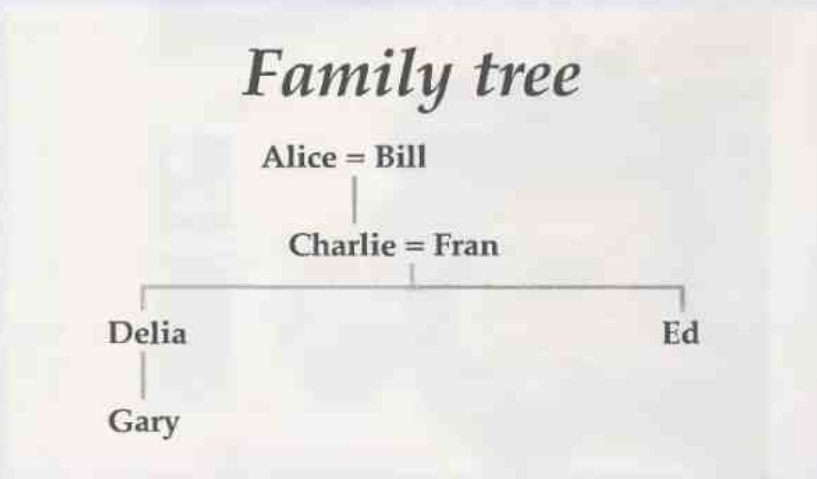 Family tree
Alice = Bill
Charlie = Fran
Delia Ed
Gary